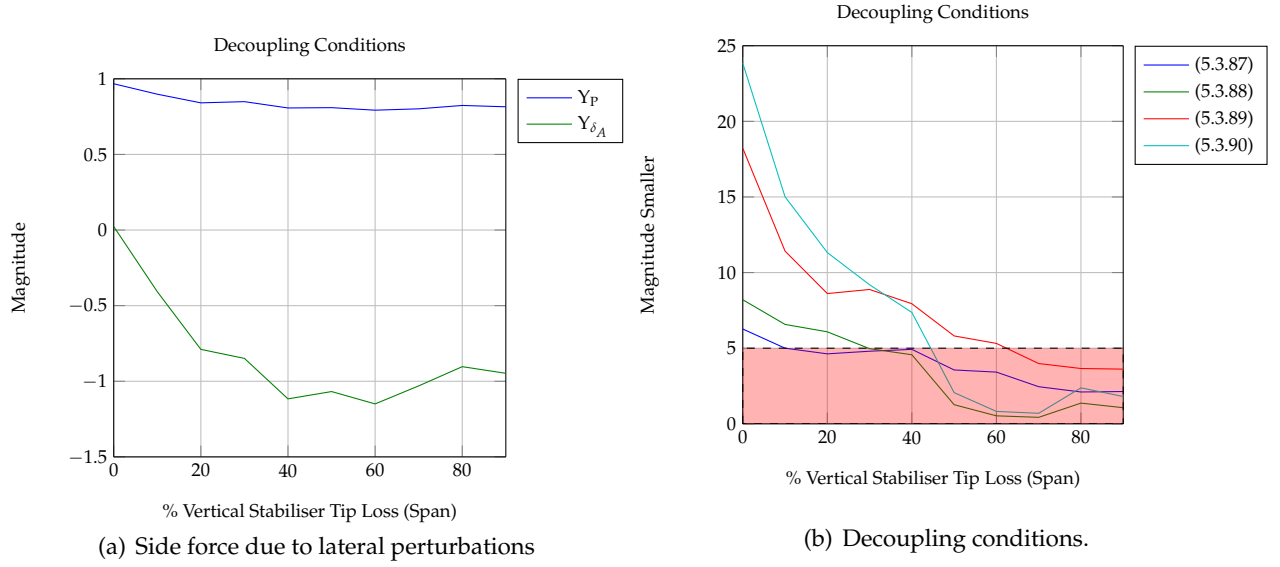 Decoupling Conditions
1
0.5
0
−0.5
−1
−1.5
0 20 40 60 80
Magnitude
% Vertical Stabiliser Tip Loss (Span)
Y_P
Y_{δ_A}
(a) Side force due to lateral perturbations
Decoupling Conditions
25
20
15
10
5
0
0 20 40 60 80
Magnitude Smaller
% Vertical Stabiliser Tip Loss (Span)
(5.3.87)
(5.3.88)
(5.3.89)
(5.3.90)
(b) Decoupling conditions.